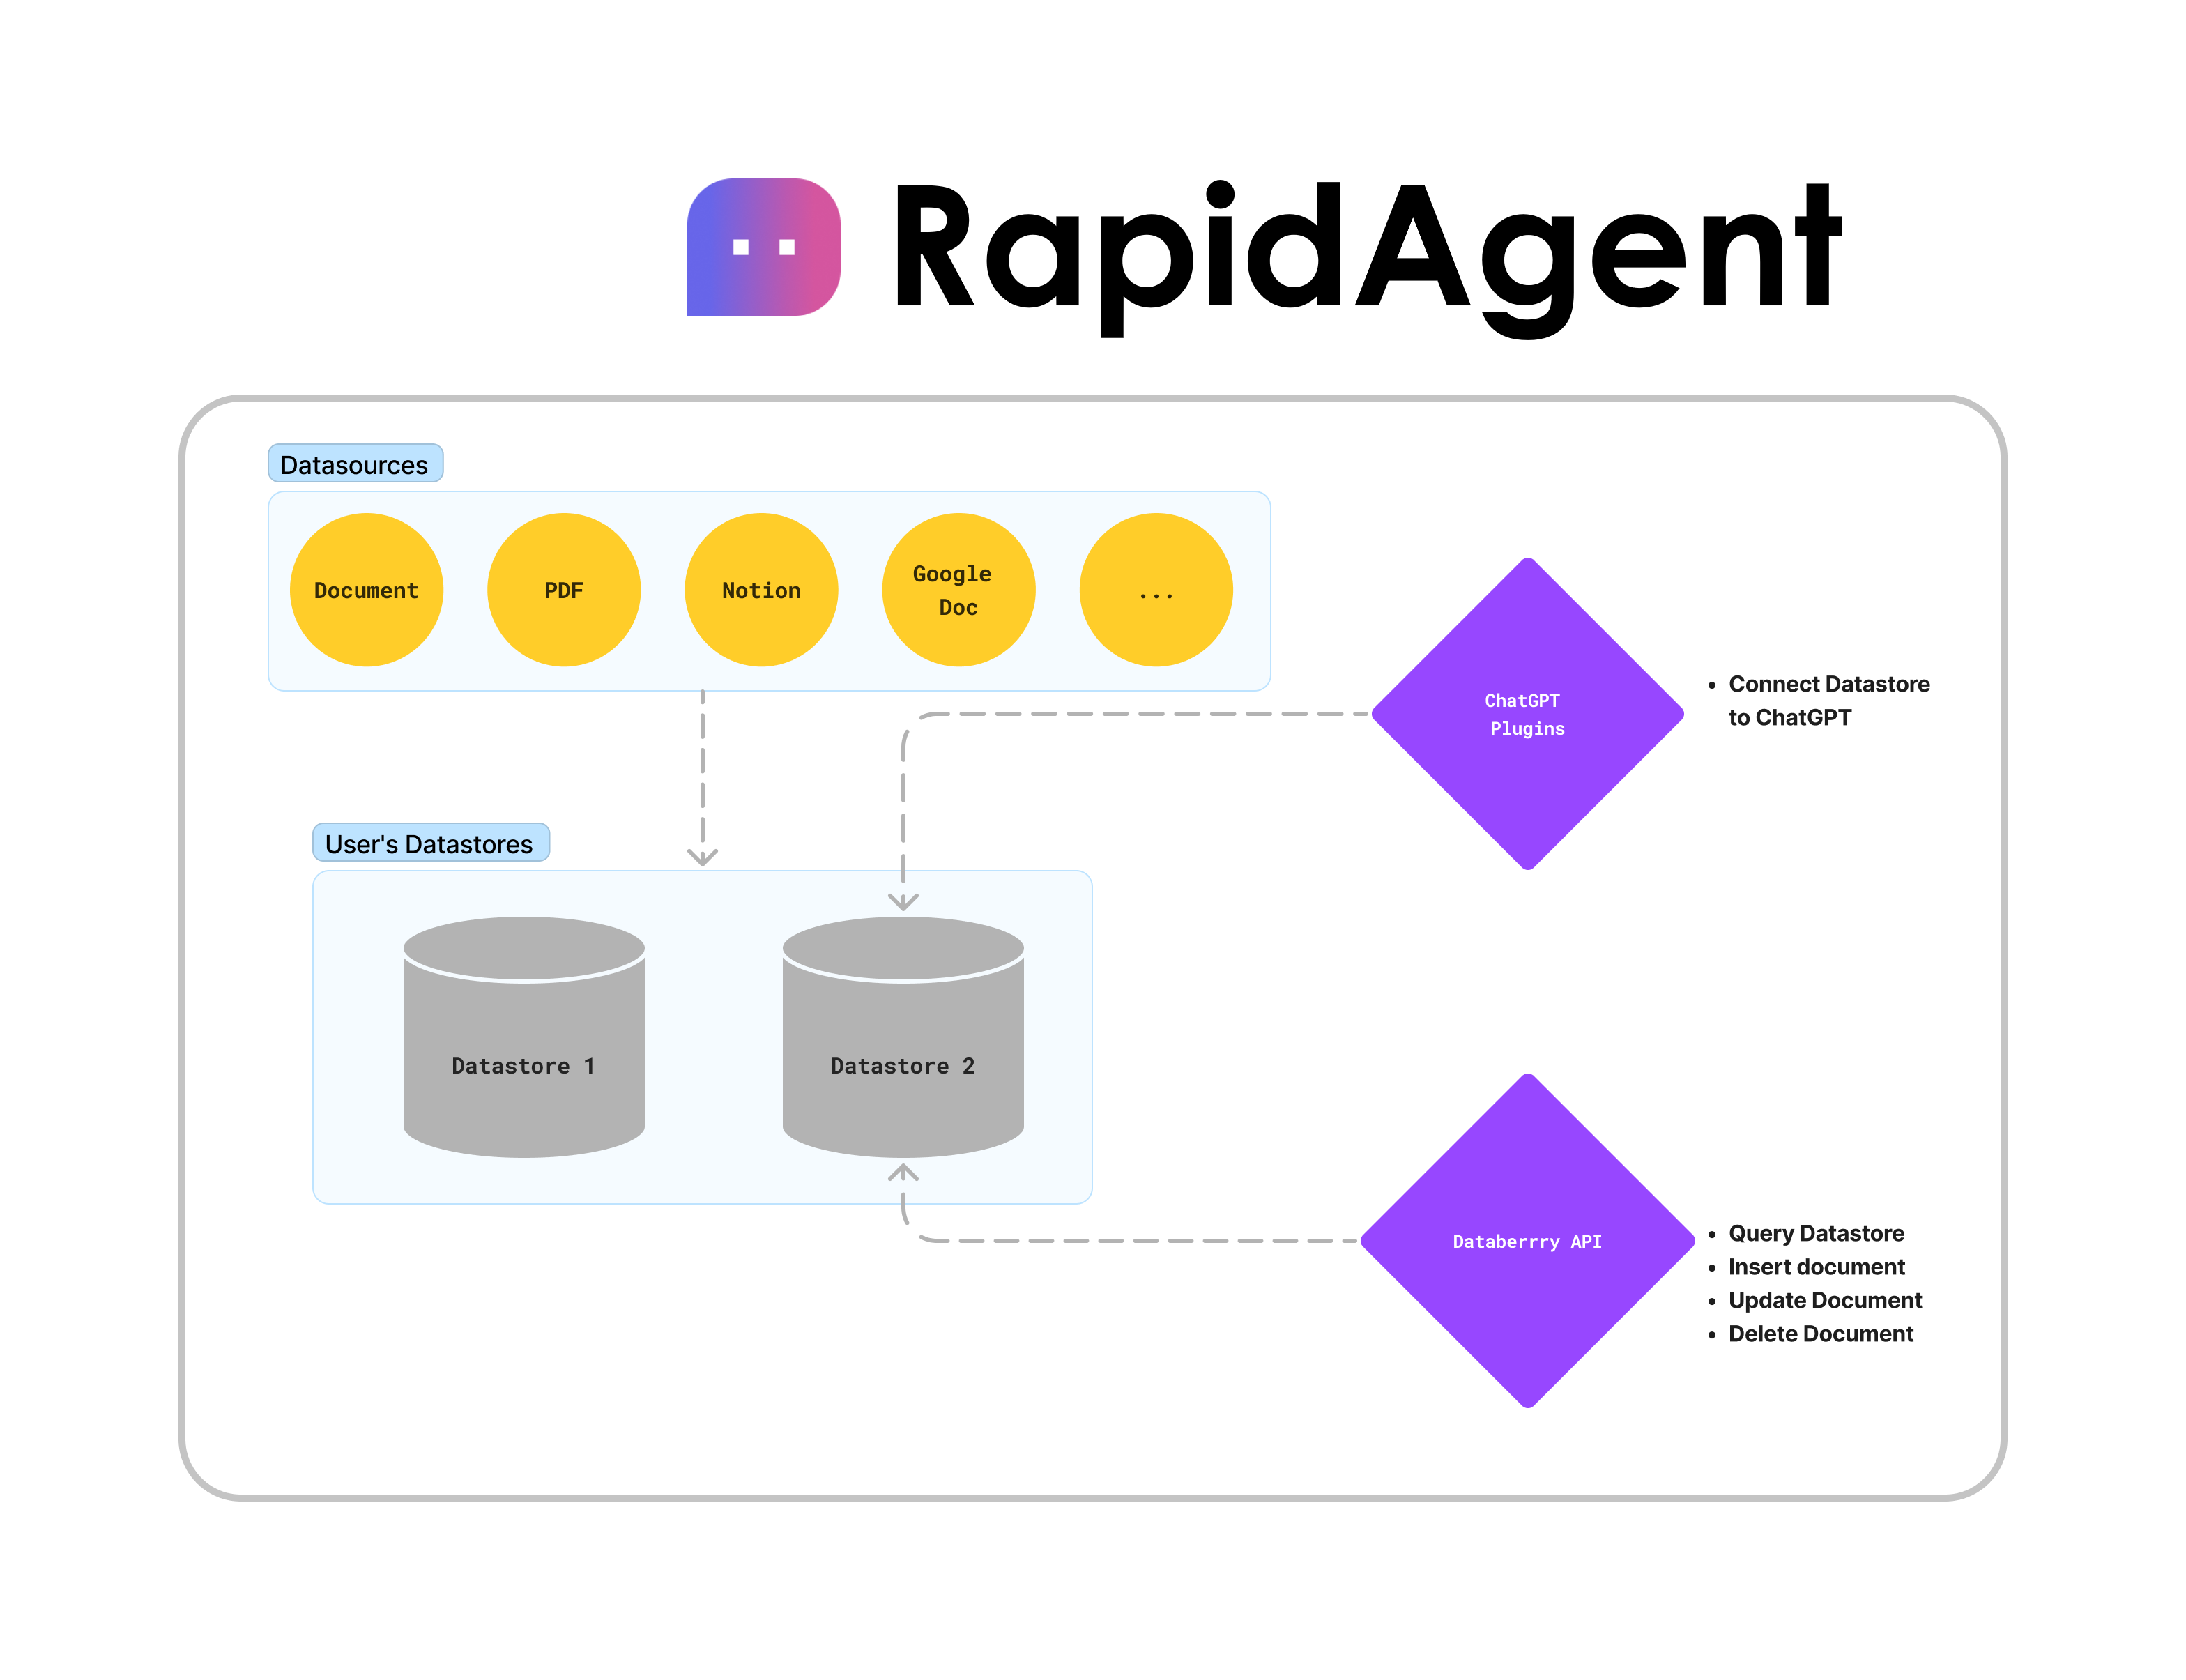 RapidAgent
Datasources
Document
PDF
Notion
Google
Doc
...
ChatGPT
Plugins
• Connect Datastore
to ChatGPT
User's Datastores
Datastore 1
Datastore 2
Databerrry API
• Query Datastore
• Insert document
• Update Document
• Delete Document